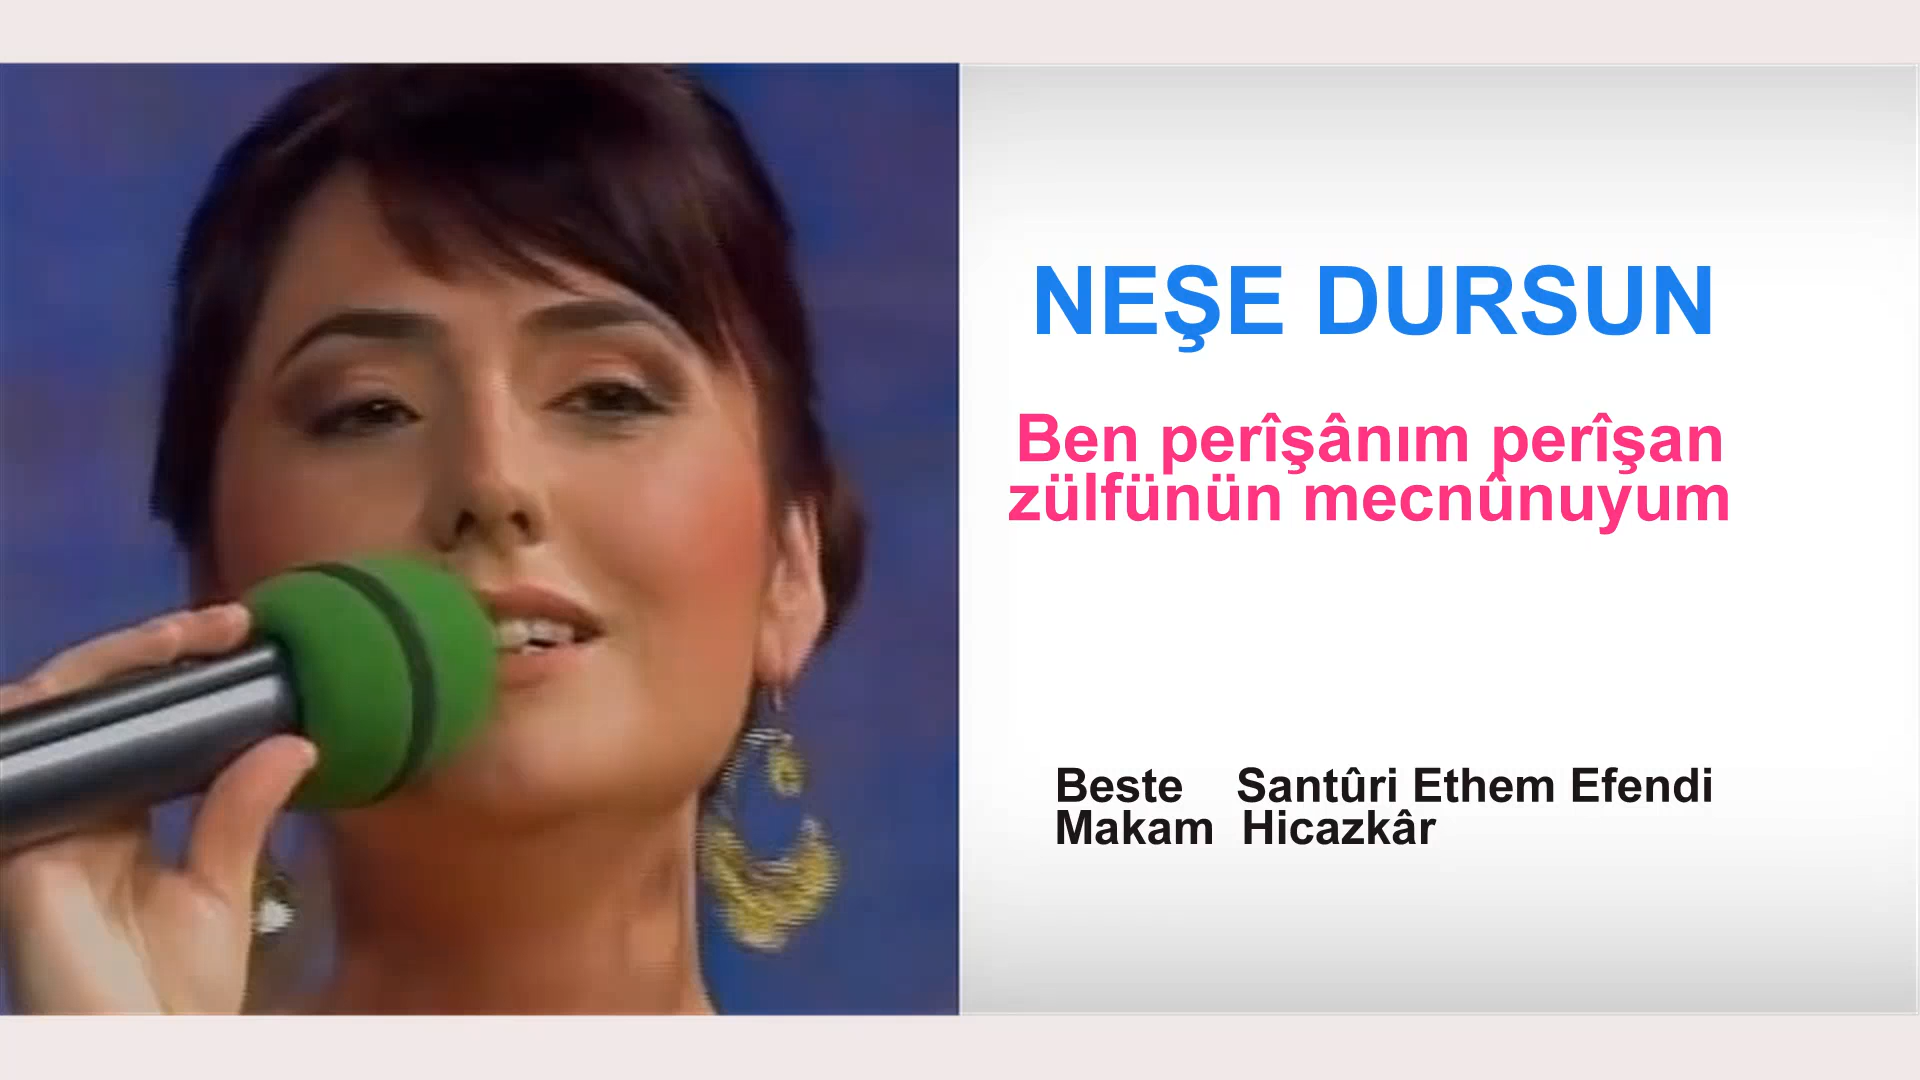 NEŞE DURSUN
Ben perîşânım perîşan
zülfünün mecnûnuyum
Beste Santûri Ethem Efendi
Makam Hicazkâr